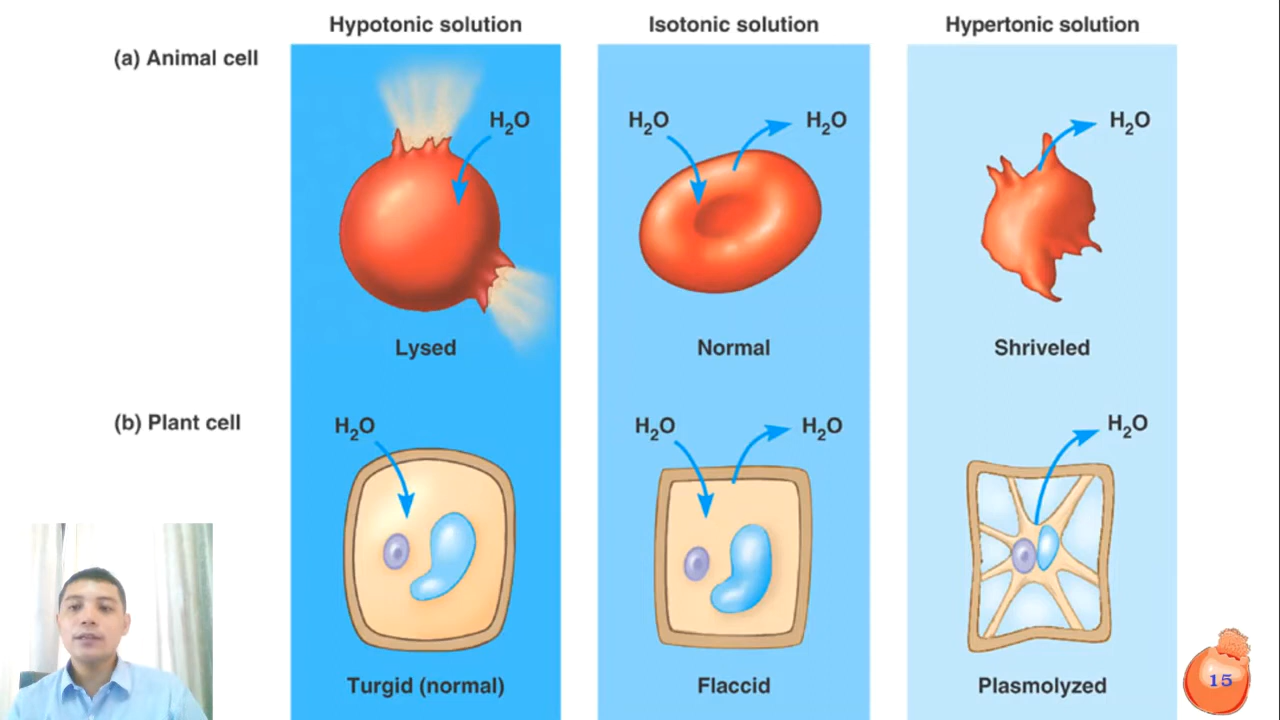 Hypotonic solution
Isotonic solution
Hypertonic solution
(a) Animal cell
H₂O
H₂O
H₂O
H₂O
Lysed
Normal
Shriveled
(b) Plant cell
H₂O
H₂O
H₂O
H₂O
Turgid (normal)
Flaccid
Plasmolyzed
15